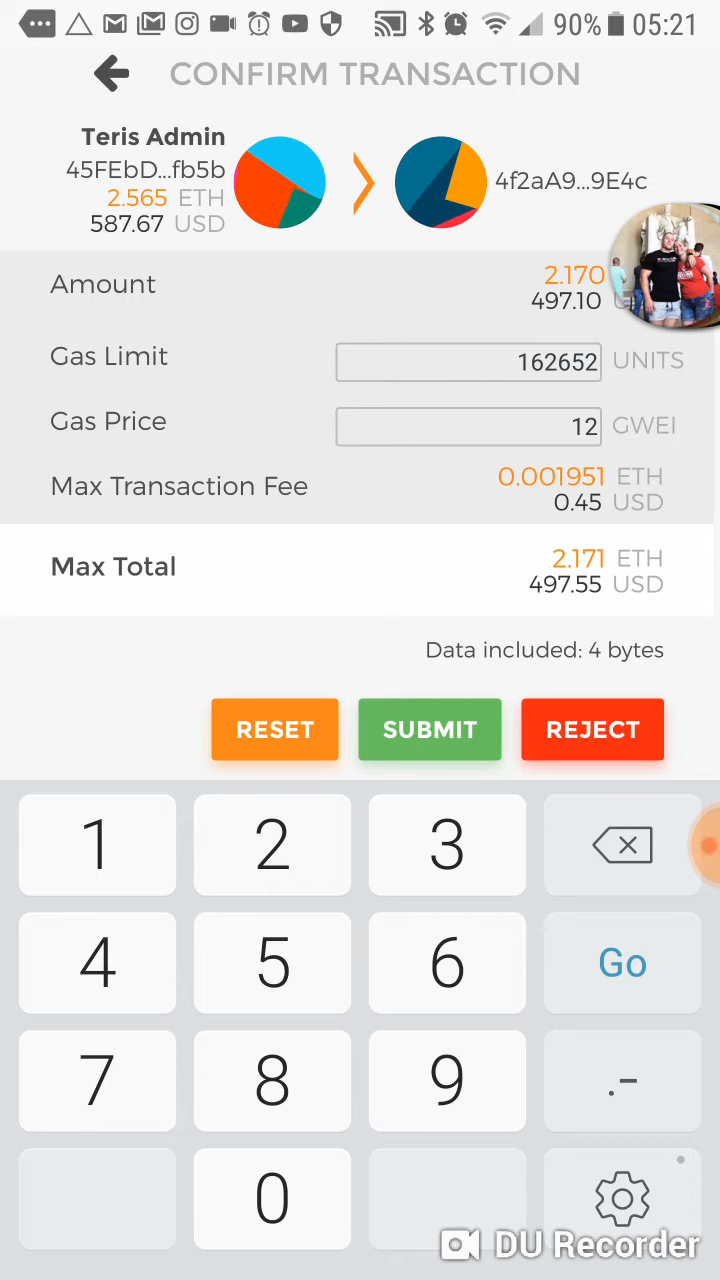 90% 05:21
CONFIRM TRANSACTION
Teris Admin
45FEbD...fb5b
2.565 ETH
587.67 USD
4f2aA9...9E4c
Amount 2.170
497.10
Gas Limit 162652 UNITS
Gas Price 12 GWEI
Max Transaction Fee 0.001951 ETH
0.45 USD
Max Total 2.171 ETH
497.55 USD
Data included: 4 bytes
RESET SUBMIT REJECT
1 2 3
4 5 6 Go
7 8 9 .-
0
DU Recorder